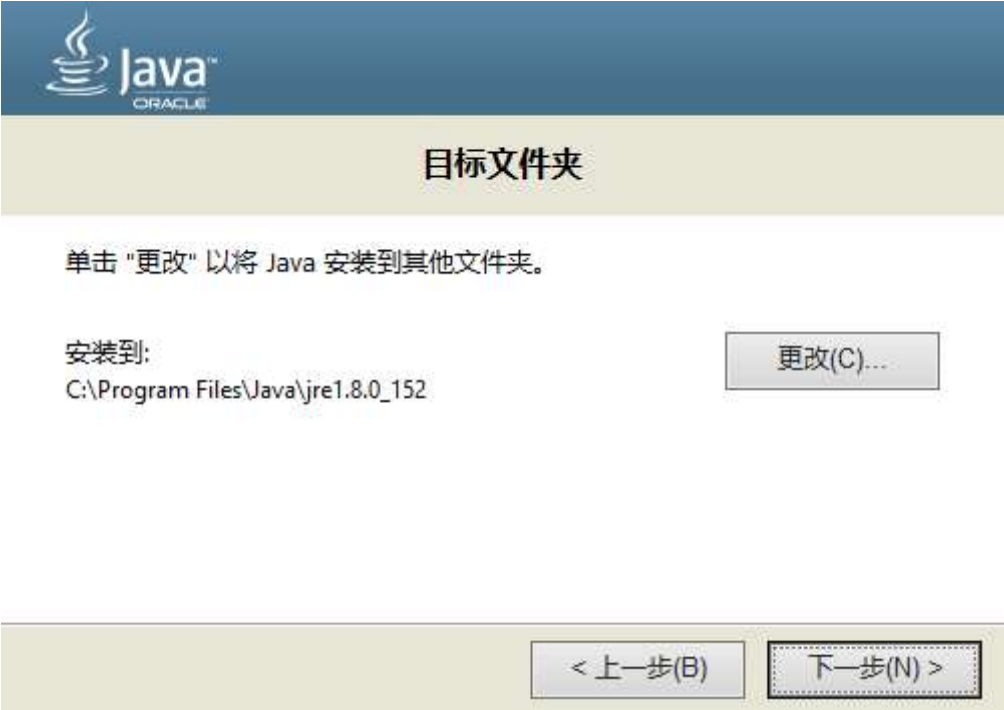 Java™
ORACLE
目标文件夹
单击 "更改" 以将 Java 安装到其他文件夹。
安装到:
更改(C)...
C:\Program Files\Java\jre1.8.0_152
< 上一步(B)
下一步(N) >